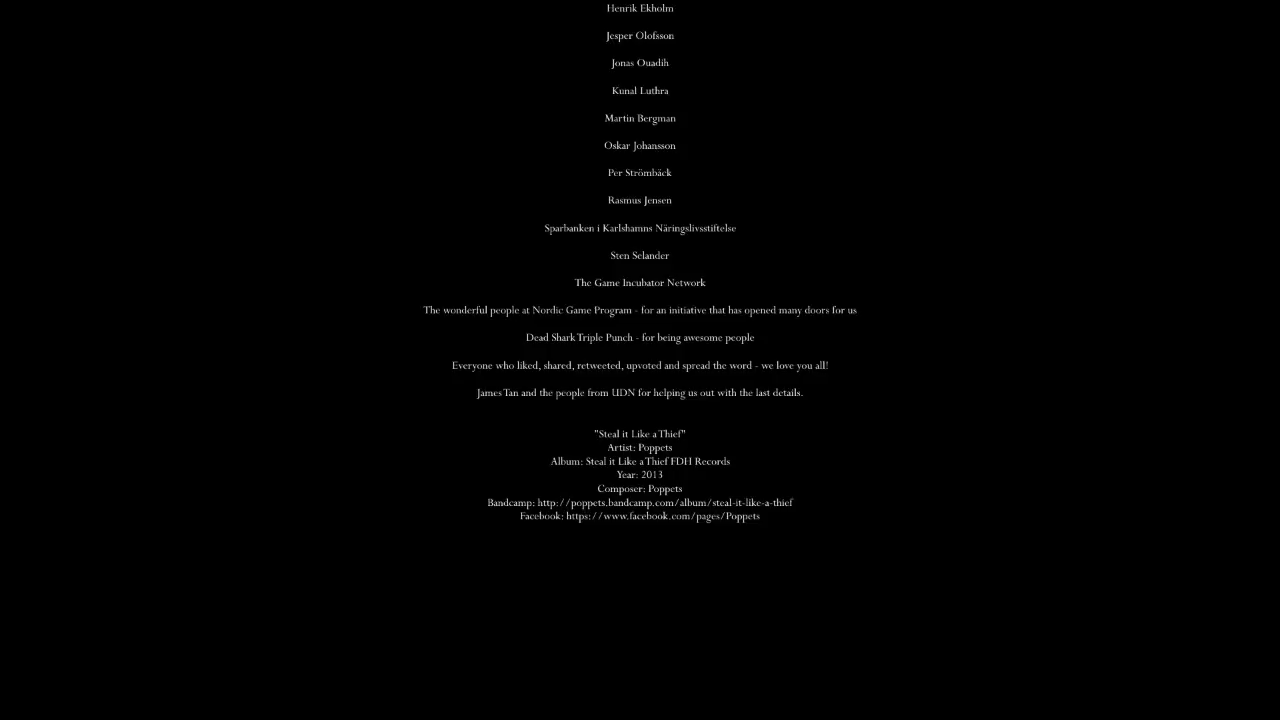 Henrik Ekholm
Jesper Olofsson
Jonas Ouadih
Kunal Luthra
Martin Bergman
Oskar Johansson
Per Strömbäck
Rasmus Jensen
Sparbanken i Karlshamns Näringslivsstiftelse
Sten Selander
The Game Incubator Network
The wonderful people at Nordic Game Program - for an initiative that has opened many doors for us
Dead Shark Triple Punch - for being awesome people
Everyone who liked, shared, retweeted, upvoted and spread the word - we love you all!
James Tan and the people from UDN for helping us out with the last details.
"Steal it Like a Thief"
Artist: Poppets
Album: Steal it Like a Thief FDH Records
Year: 2013
Composer: Poppets
Bandcamp: http://poppets.bandcamp.com/album/steal-it-like-a-thief
Facebook: https://www.facebook.com/pages/Poppets